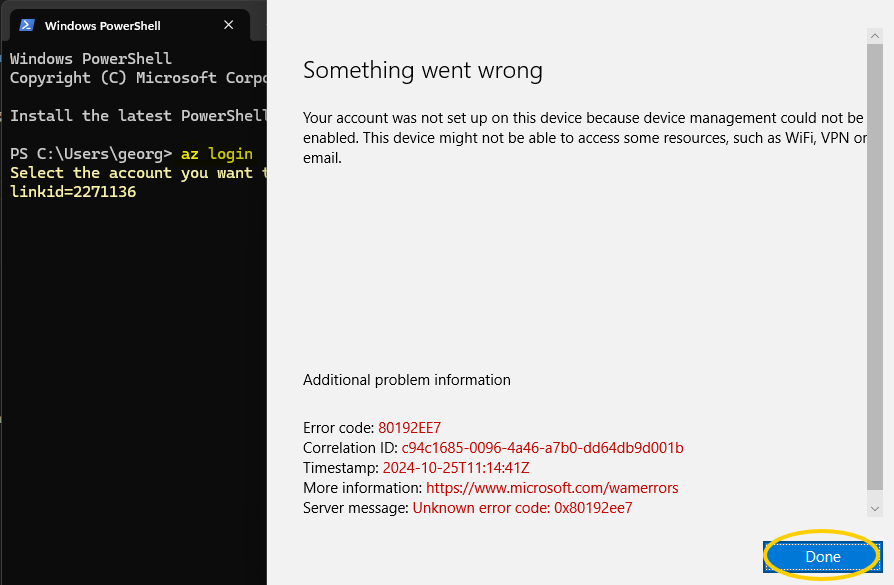 Windows PowerShell
Windows PowerShell
Copyright (C) Microsoft Corpo
Install the latest PowerShell
PS C:\Users\georg> az login
Select the account you want t
linkid=2271136
Something went wrong
Your account was not set up on this device because device management could not be
enabled. This device might not be able to access some resources, such as WiFi, VPN or
email.
Additional problem information
Error code: 80192EE7
Correlation ID: c94c1685-0096-4a46-a7b0-dd64db9d001b
Timestamp: 2024-10-25T11:14:41Z
More information: https://www.microsoft.com/wamerrors
Server message: Unknown error code: 0x80192ee7
Done